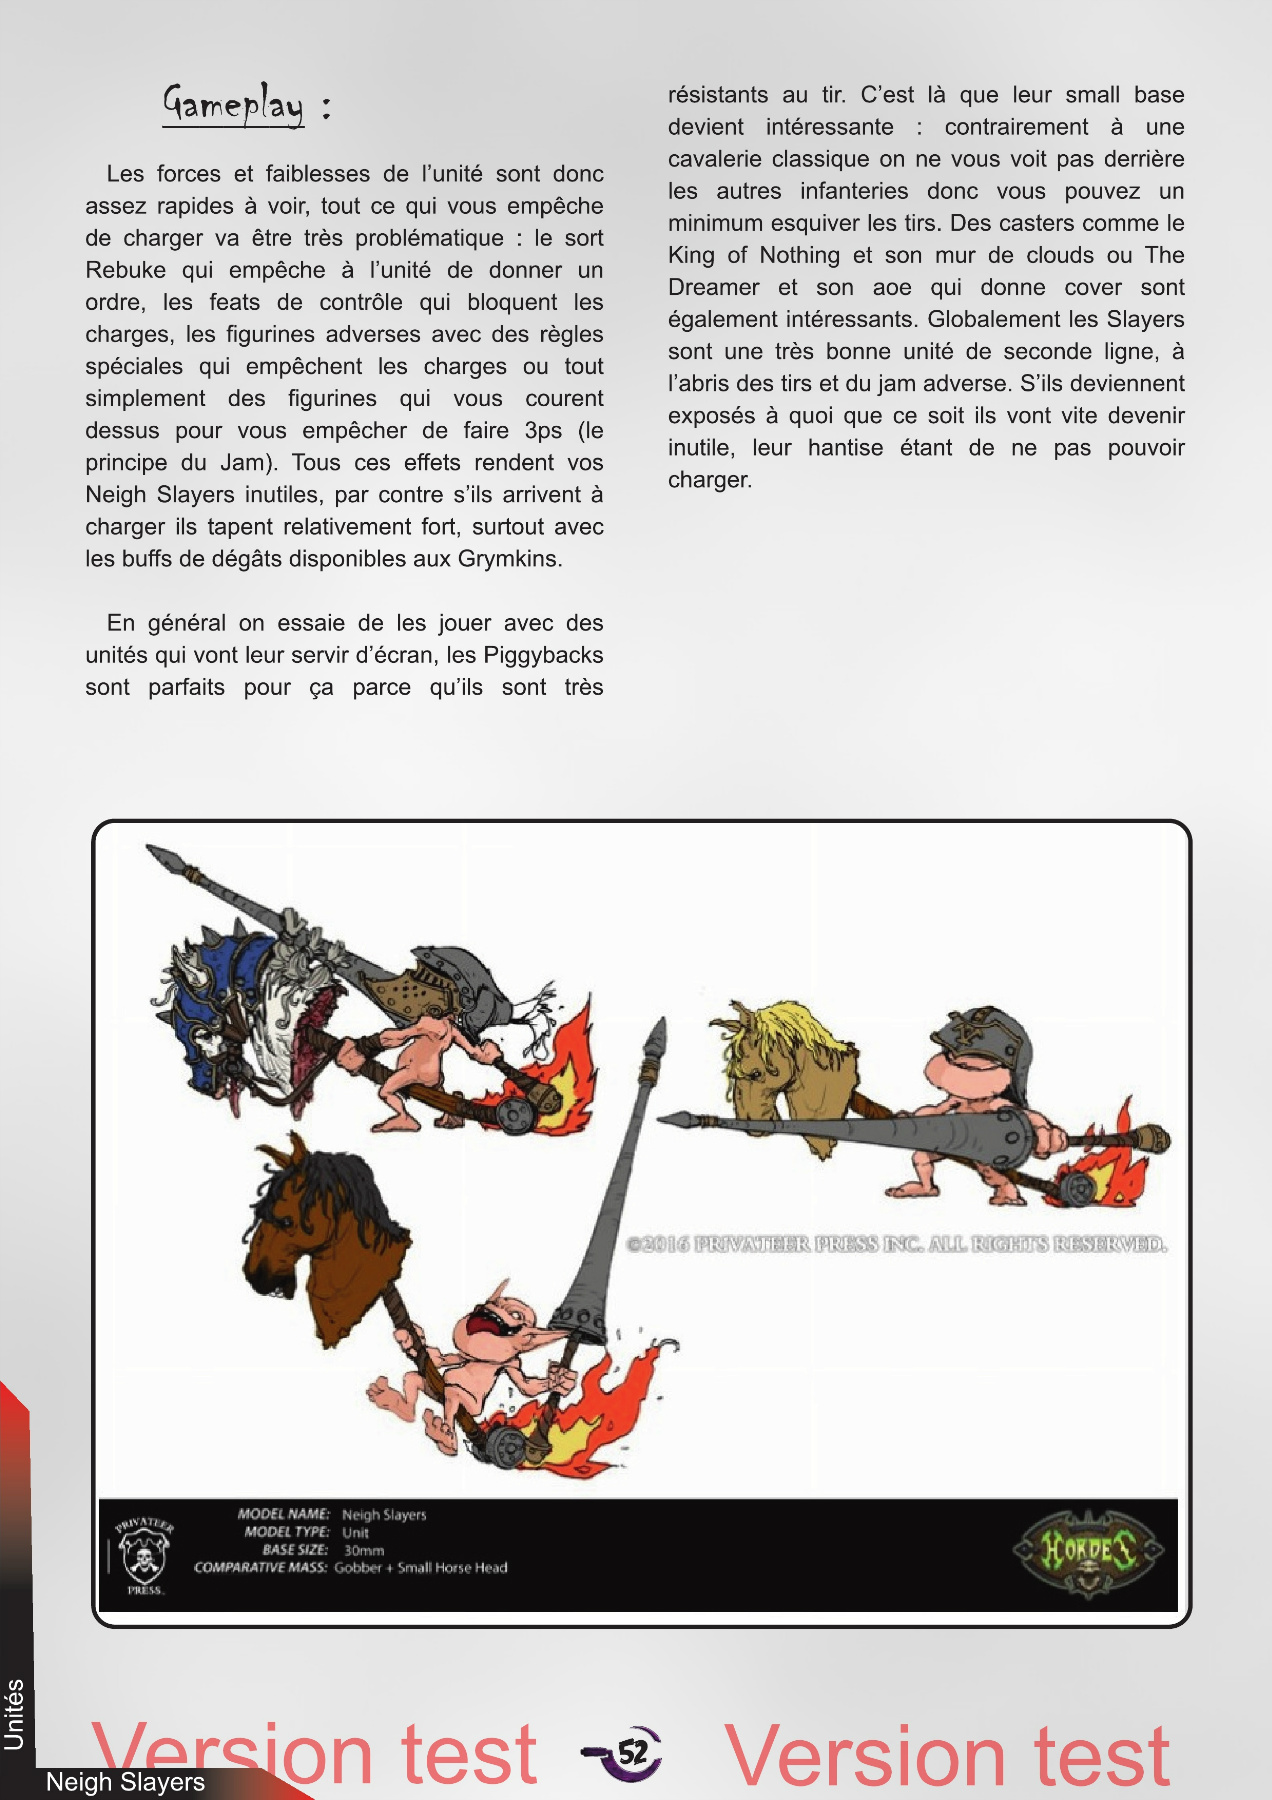 Gameplay :
Les forces et faiblesses de l’unité sont donc
assez rapides à voir, tout ce qui vous empêche
de charger va être très problématique : le sort
Rebuke qui empêche à l’unité de donner un
ordre, les feats de contrôle qui bloquent les
charges, les figurines adverses avec des règles
spéciales qui empêchent les charges ou tout
simplement des figurines qui vous courent
dessus pour vous empêcher de faire 3ps (le
principe du Jam). Tous ces effets rendent vos
Neigh Slayers inutiles, par contre s’ils arrivent à
charger ils tapent relativement fort, surtout avec
les buffs de dégâts disponibles aux Grymkins.
En général on essaie de les jouer avec des
unités qui vont leur servir d’écran, les Piggybacks
sont parfaits pour ça parce qu’ils sont très
résistants au tir. C’est là que leur small base
devient intéressante : contrairement à une
cavalerie classique on ne vous voit pas derrière
les autres infanteries donc vous pouvez un
minimum esquiver les tirs. Des casters comme le
King of Nothing et son mur de clouds ou The
Dreamer et son aoe qui donne cover sont
également intéressants. Globalement les Slayers
sont une très bonne unité de seconde ligne, à
l’abris des tirs et du jam adverse. S’ils deviennent
exposés à quoi que ce soit ils vont vite devenir
inutile, leur hantise étant de ne pas pouvoir
charger.
©2016 PRIVATEER PRESS INC. ALL RIGHTS RESERVED.
PRIVATEER
PRESS
MODEL NAME: Neigh Slayers
MODEL TYPE: Unit
BASE SIZE: 30mm
COMPARATIVE MASS: Gobber + Small Horse Head
HORDES
Unités
Version test
52
Version test
Neigh Slayers